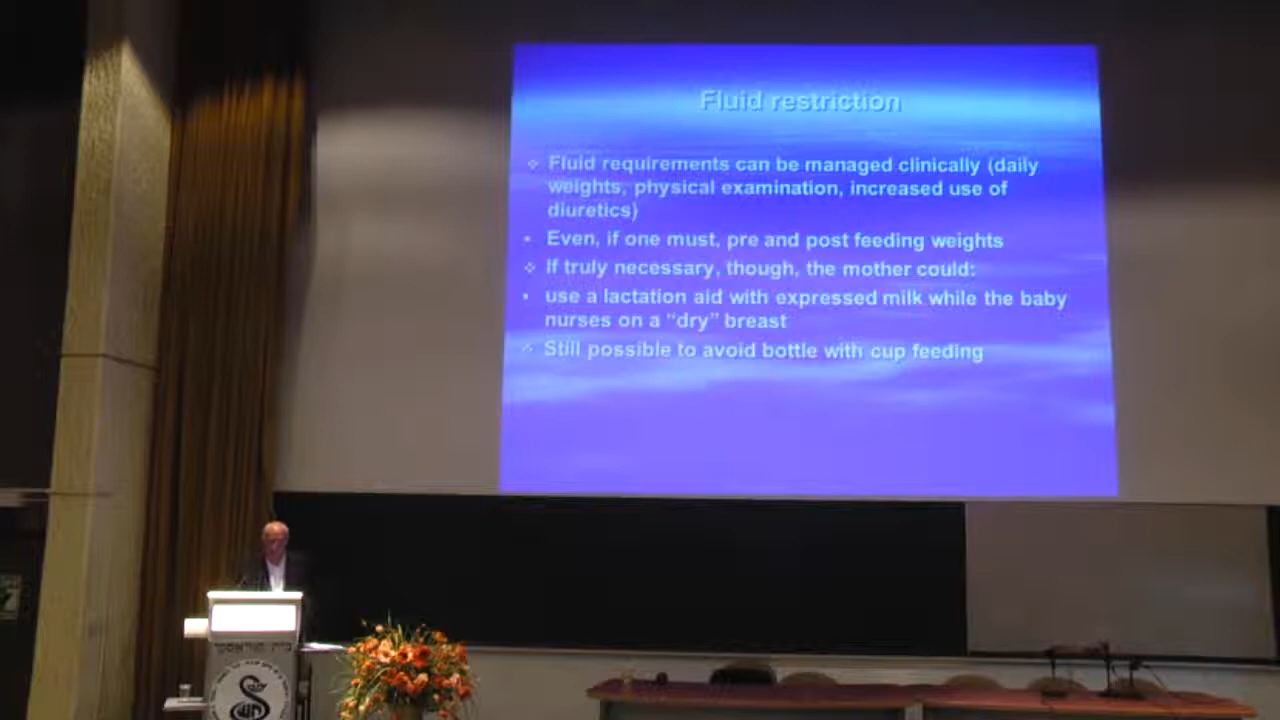 Fluid restriction
Fluid requirements can be managed clinically (daily
weights, physical examination, increased use of
diuretics)
Even, if one must, pre and post feeding weights
If truly necessary, though, the mother could:
use a lactation aid with expressed milk while the baby
nurses on a “dry” breast
Still possible to avoid bottle with cup feeding